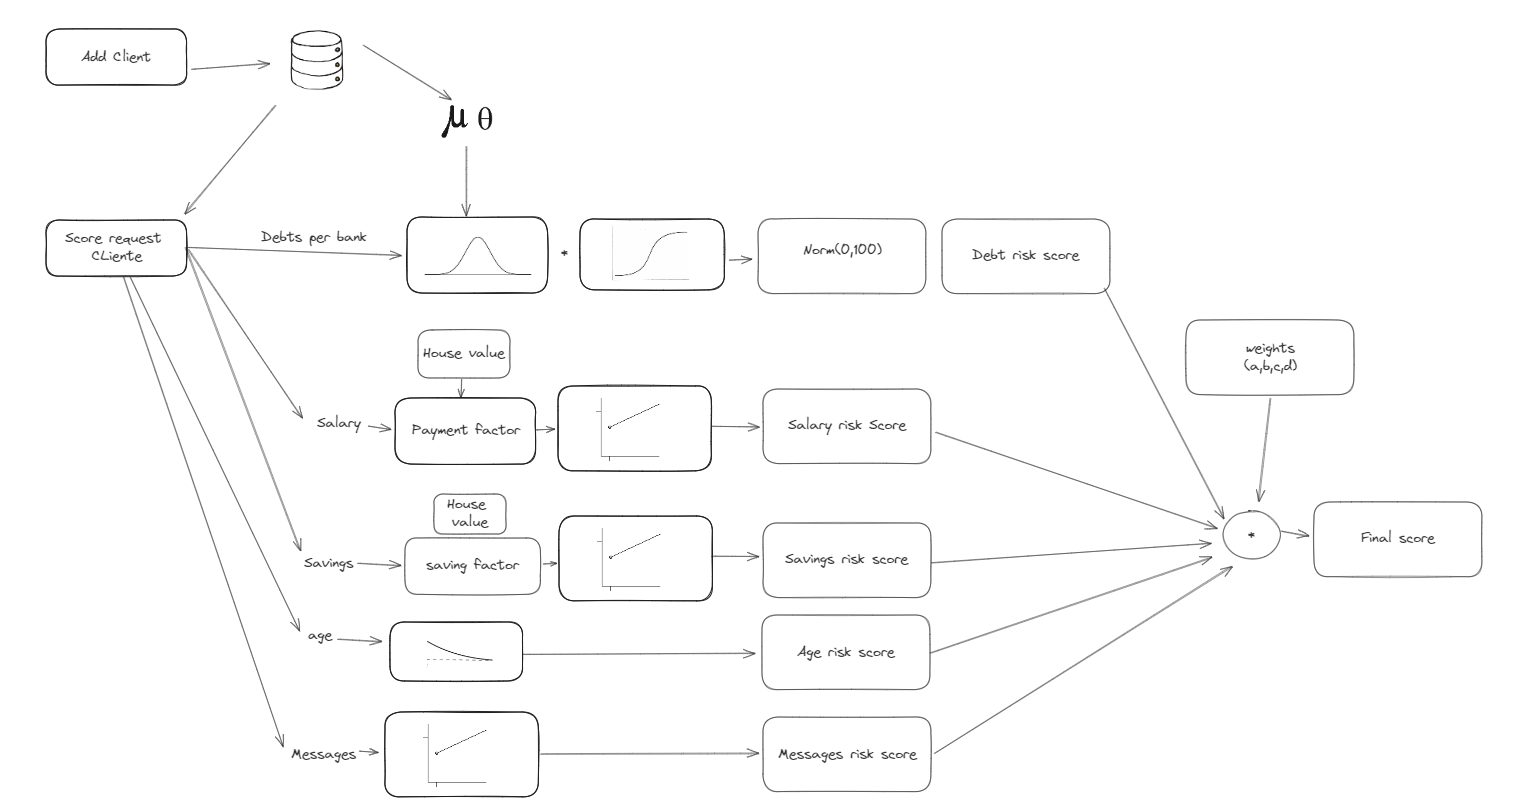 Add Client
μ θ
Score request
CLiente
Debts per bank
*
Norm(0,100)
Debt risk score
House value
weights
(a,b,c,d)
Salary
Payment factor
Salary risk Score
House
value
Savings
saving factor
Savings risk score
*
Final score
age
Age risk score
Messages
Messages risk score